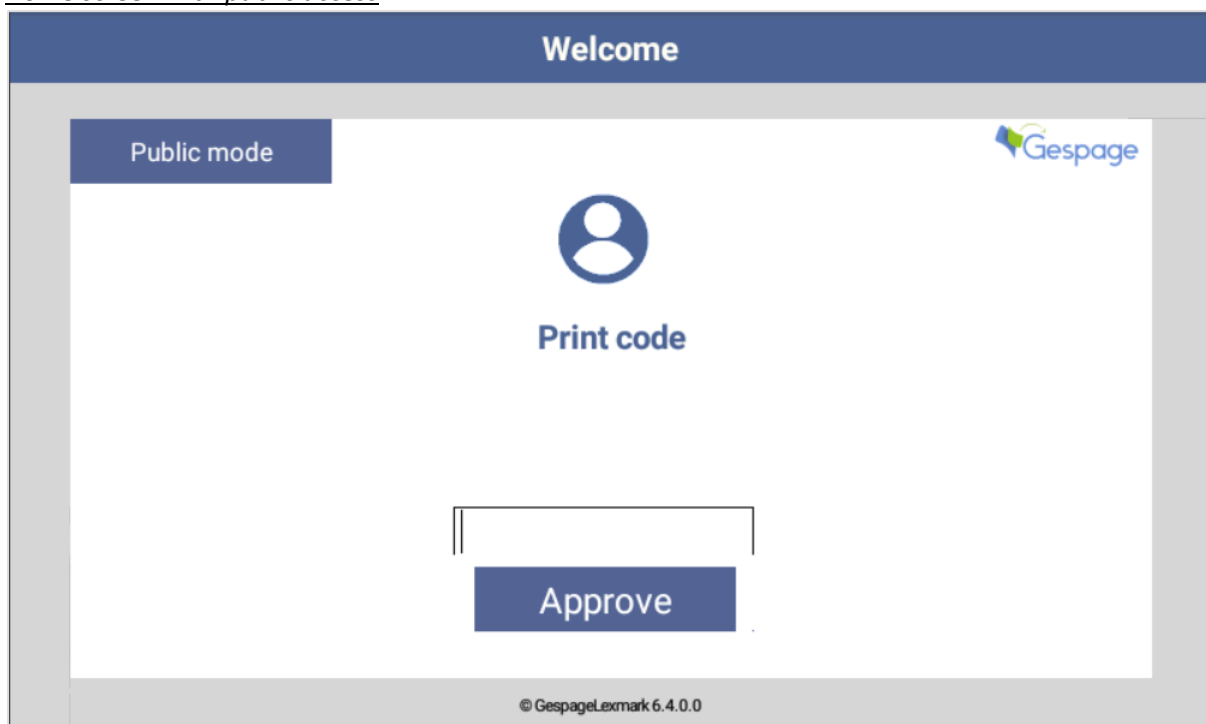 Welcome
Public mode
Gespage
Print code
Approve
© GespageLexmark 6.4.0.0